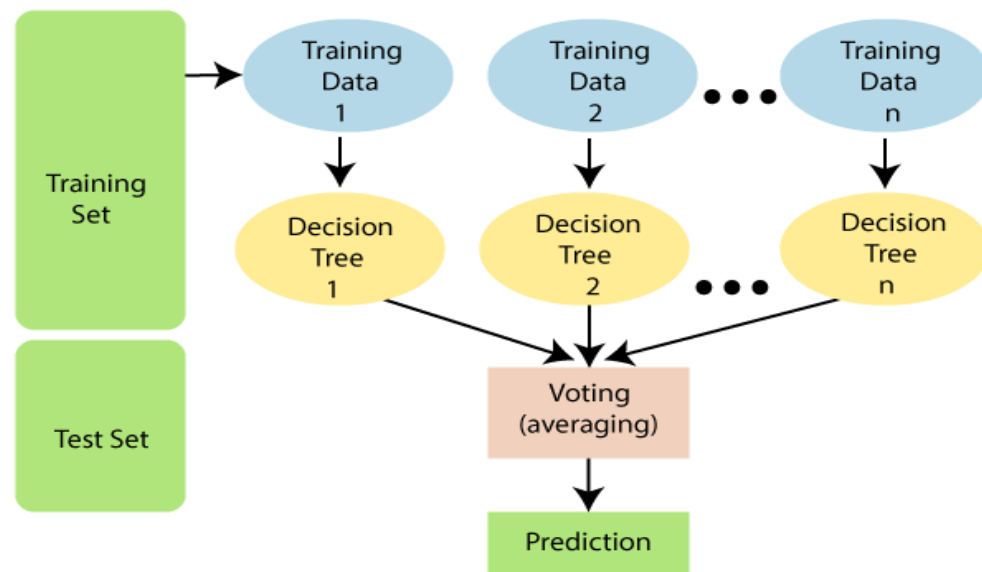 Training
Set
Test Set
Training
Data
1
Training
Data
2
Training
Data
n
Decision
Tree
1
Decision
Tree
2
Decision
Tree
n
Voting
(averaging)
Prediction